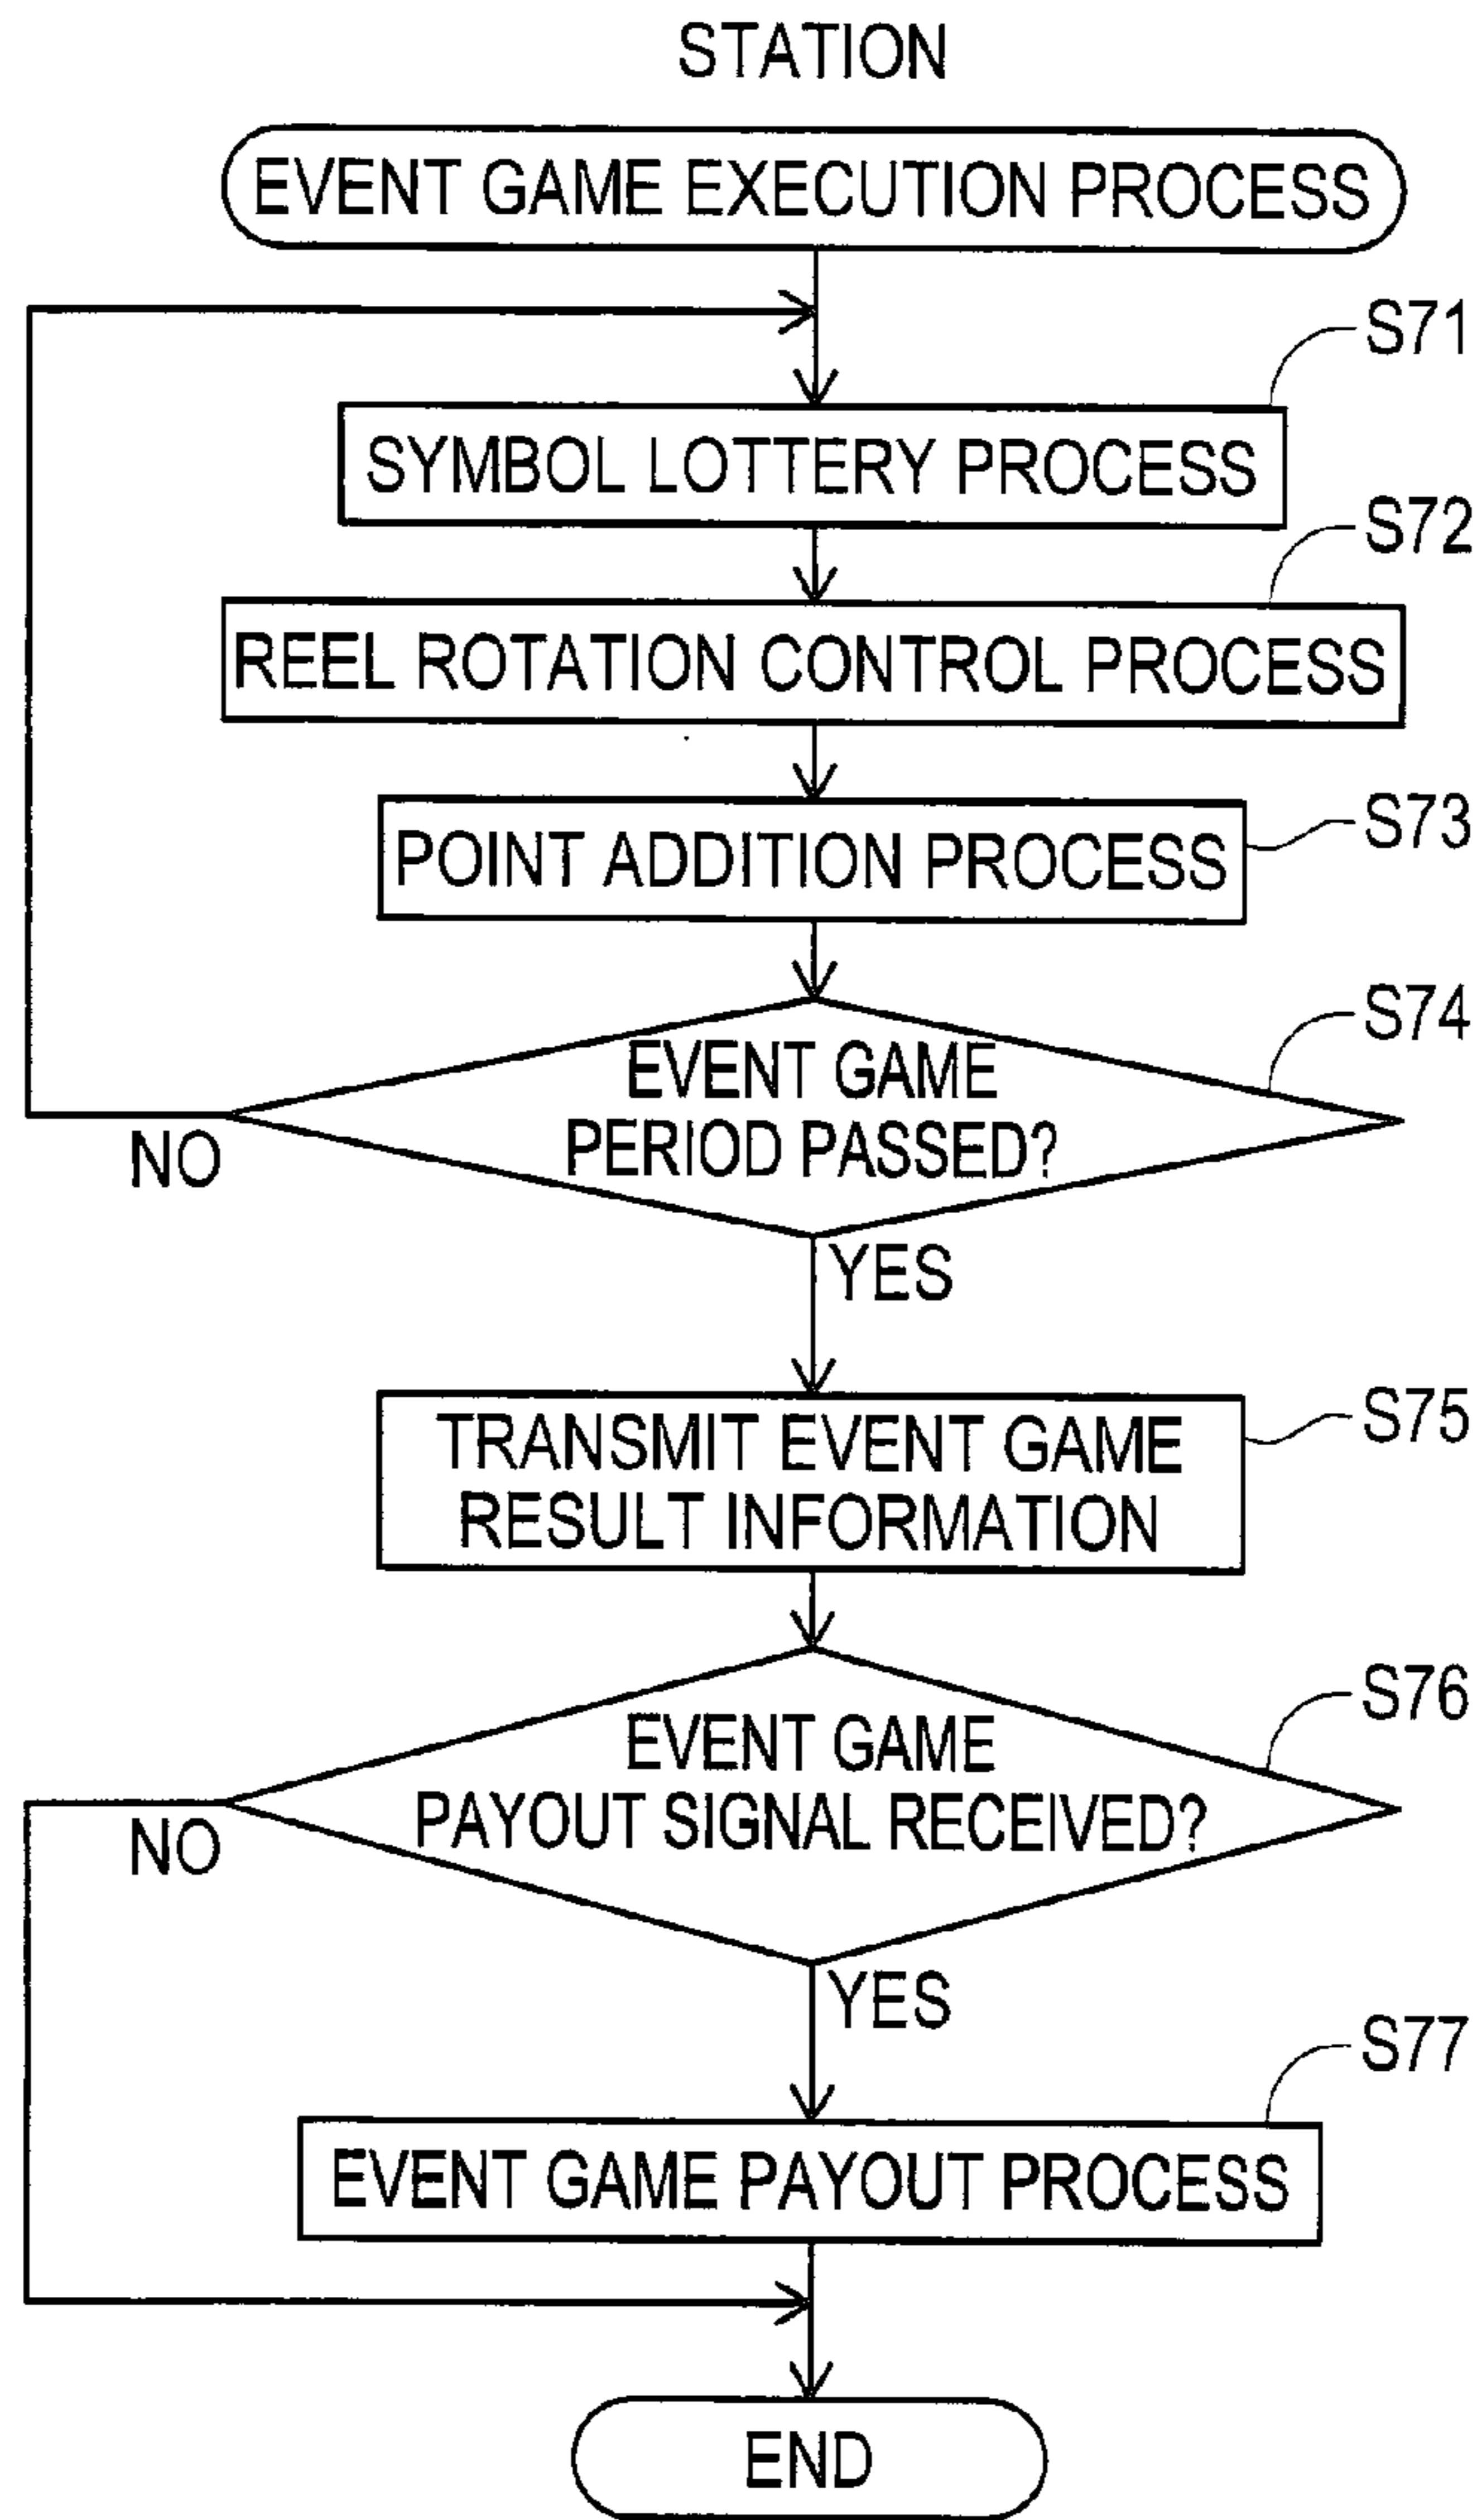 STATION
EVENT GAME EXECUTION PROCESS
S71
SYMBOL LOTTERY PROCESS
S72
REEL ROTATION CONTROL PROCESS
S73
POINT ADDITION PROCESS
S74
EVENT GAME
PERIOD PASSED?
NO
YES
S75
TRANSMIT EVENT GAME
RESULT INFORMATION
S76
EVENT GAME
PAYOUT SIGNAL RECEIVED?
NO
YES
S77
EVENT GAME PAYOUT PROCESS
END